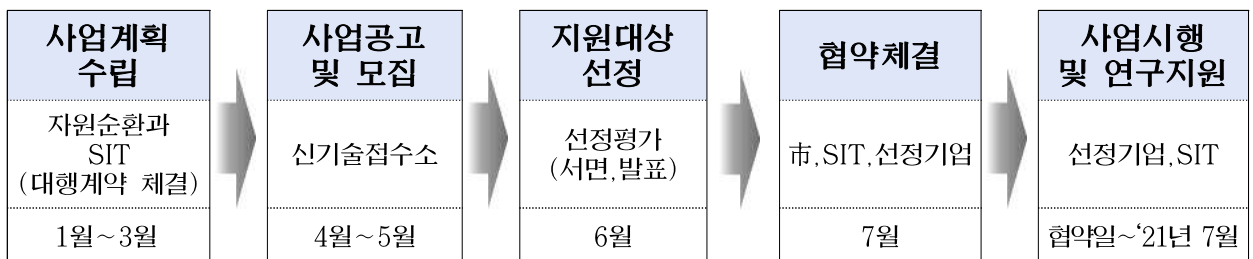 사업계획
수립
자원순환과
SIT
(대행계약 체결)
1월~3월
사업공고
및 모집
신기술접수소
4월~5월
지원대상
선정
선정평가
(서면,발표)
6월
협약체결
市,SIT,선정기업
7월
사업시행
및 연구지원
선정기업,SIT
협약일~‘21년 7월